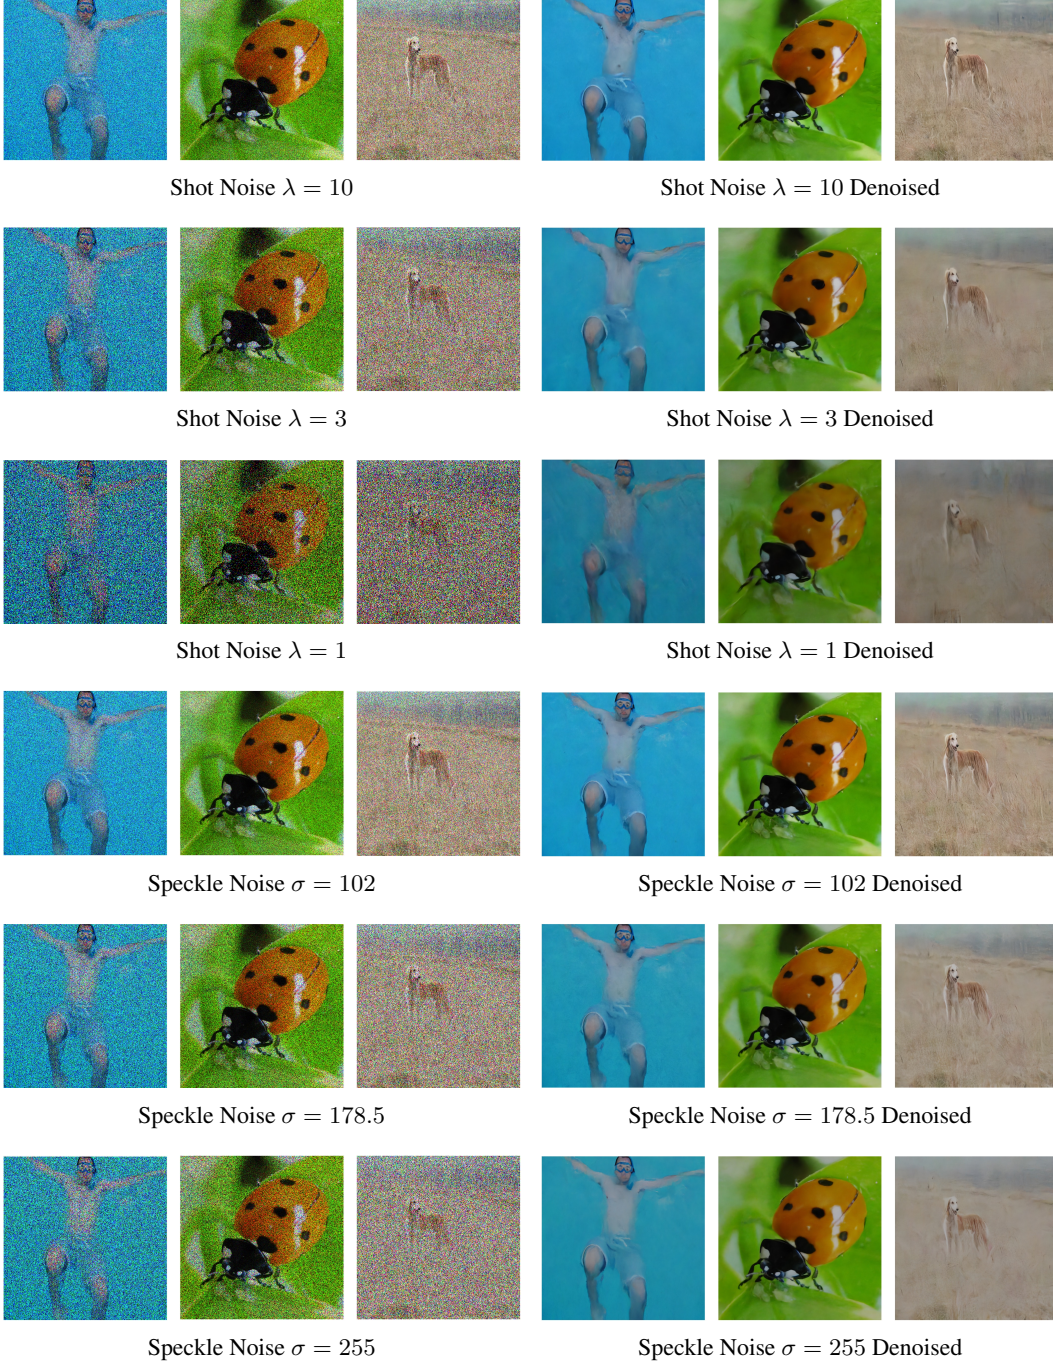 Shot Noise λ = 10
Shot Noise λ = 10 Denoised
Shot Noise λ = 3
Shot Noise λ = 3 Denoised
Shot Noise λ = 1
Shot Noise λ = 1 Denoised
Speckle Noise σ = 102
Speckle Noise σ = 102 Denoised
Speckle Noise σ = 178.5
Speckle Noise σ = 178.5 Denoised
Speckle Noise σ = 255
Speckle Noise σ = 255 Denoised